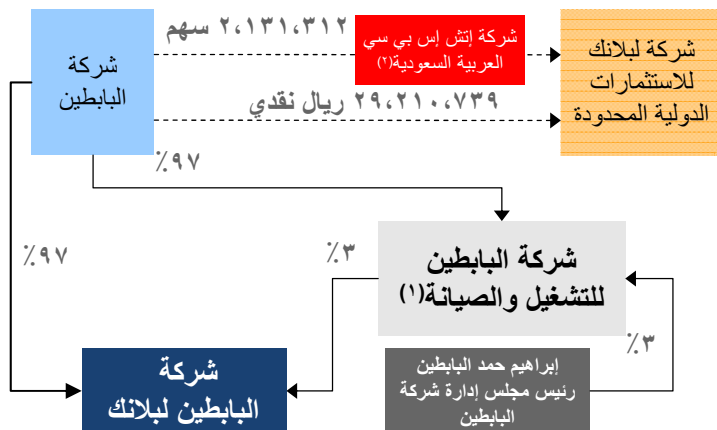 ٢،١٣١،٣١٢ سهم
شركة إتش إس بي سي
العربية السعودية(٢)
شركة لبلانك
للاستثمارات
الدولية المحدودة
شركة
البابطين
٢٩،٢١٠،٧٣٩ ريال نقدي
٪٩٧
٪٩٧
شركة البابطين
للتشغيل والصيانة(١)
٪٣
٪٣
شركة
البابطين لبلانك
إبراهيم حمد البابطين
رئيس مجلس إدارة شركة
البابطين